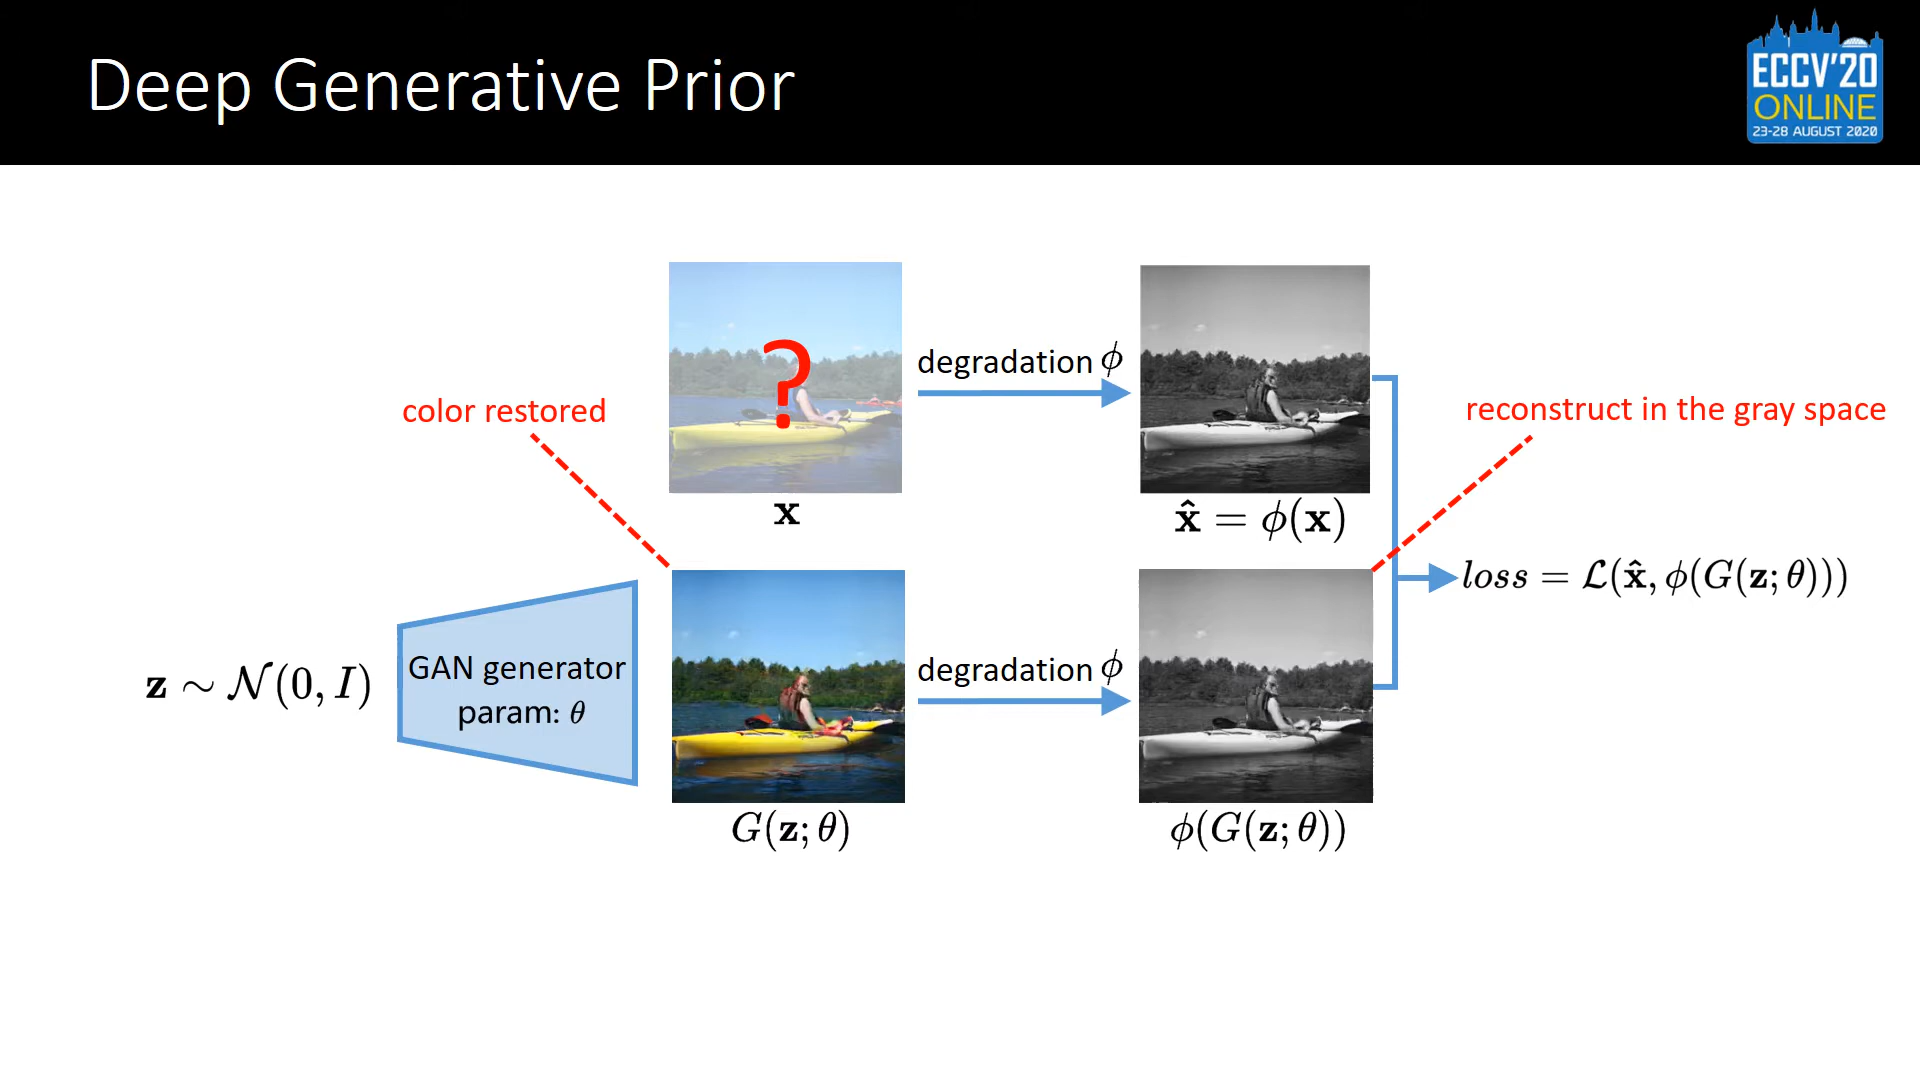 Deep Generative Prior
ECCV'20
ONLINE
23-28 AUGUST 2020
?
degradation ϕ
color restored
reconstruct in the gray space
x
x̂ = ϕ(x)
loss = ℒ(x̂, ϕ(G(z; θ)))
z ∼ 𝒩(0, I)
GAN generator
param: θ
degradation ϕ
G(z; θ)
ϕ(G(z; θ))